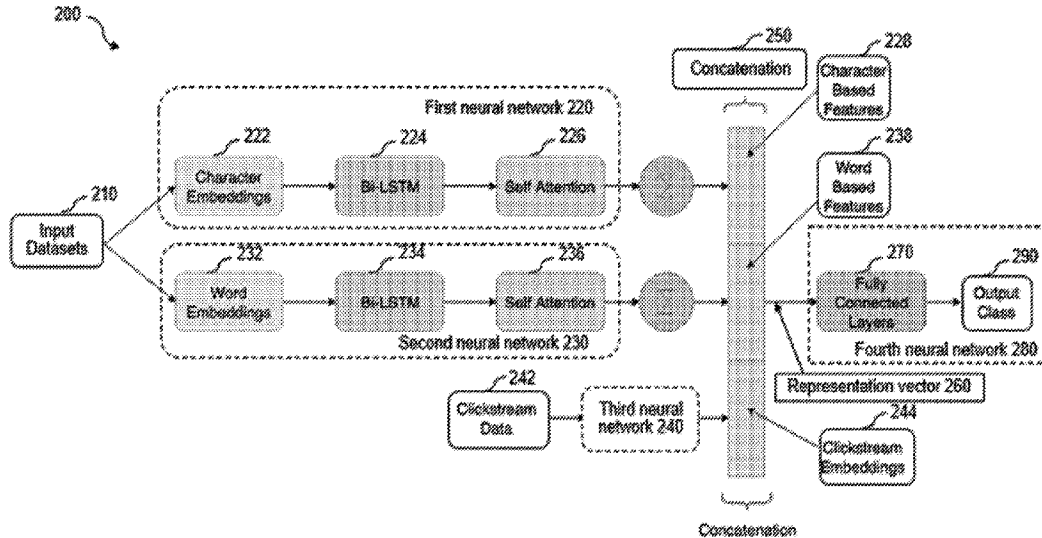 200
250
Concatenation
228
Character
Based
Features
First neural network 220
222
Character
Embeddings
224
Bi-LSTM
226
Self Attention
Σ
238
Word
Based
Features
210
Input
Datasets
232
Word
Embeddings
234
Bi-LSTM
236
Self Attention
Σ
Second neural network 230
270
Fully
Connected
Layers
290
Output
Class
Fourth neural network 280
Representation vector 260
242
Clickstream
Data
Third neural
network 240
244
Clickstream
Embeddings
Concatenation